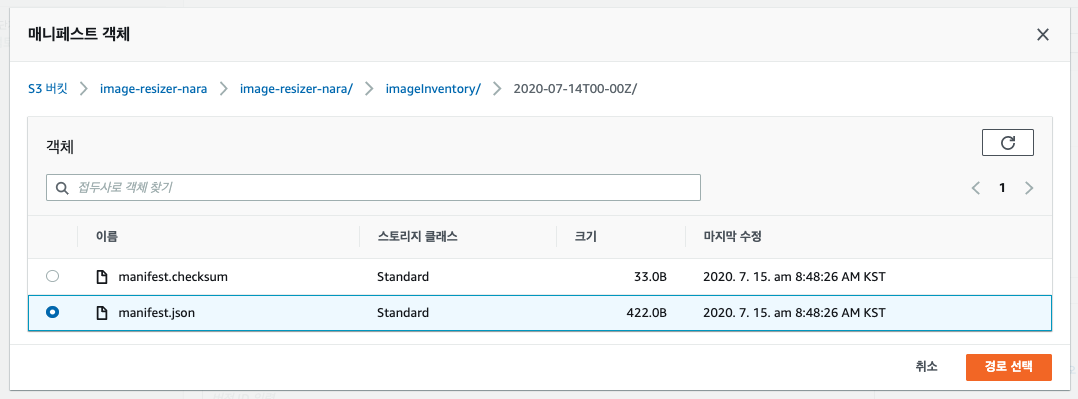 매니페스트 객체
S3 버킷 > image-resizer-nara > image-resizer-nara/ > imageInventory/ > 2020-07-14T00-00Z/
객체
접두사로 객체 찾기
1
이름 스토리지 클래스 크기 마지막 수정
manifest.checksum Standard 33.0B 2020. 7. 15. am 8:48:26 AM KST
manifest.json Standard 422.0B 2020. 7. 15. am 8:48:26 AM KST
취소 경로 선택